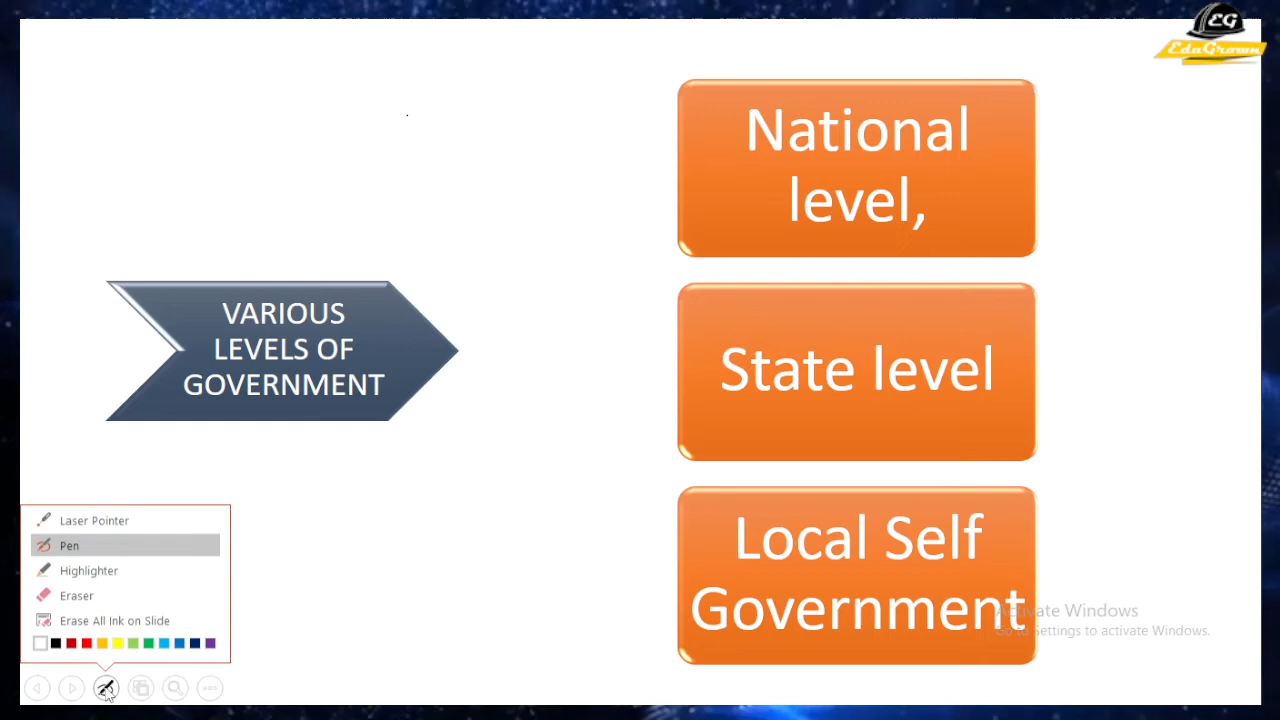 EG
EduGrown
National
level,
State level
VARIOUS
LEVELS OF
GOVERNMENT
Local Self
Government
Activate Windows
Go to Settings to activate Windows.
Laser Pointer
Pen
Highlighter
Eraser
Erase All Ink on Slide